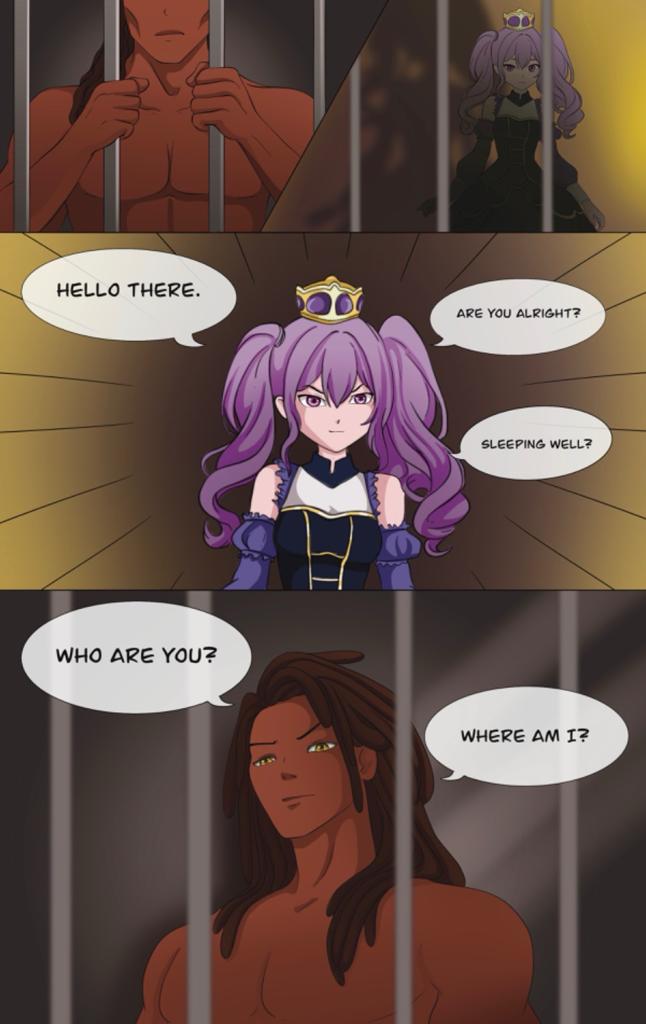 HELLO THERE.
ARE YOU ALRIGHT?
SLEEPING WELL?
WHO ARE YOU?
WHERE AM I?